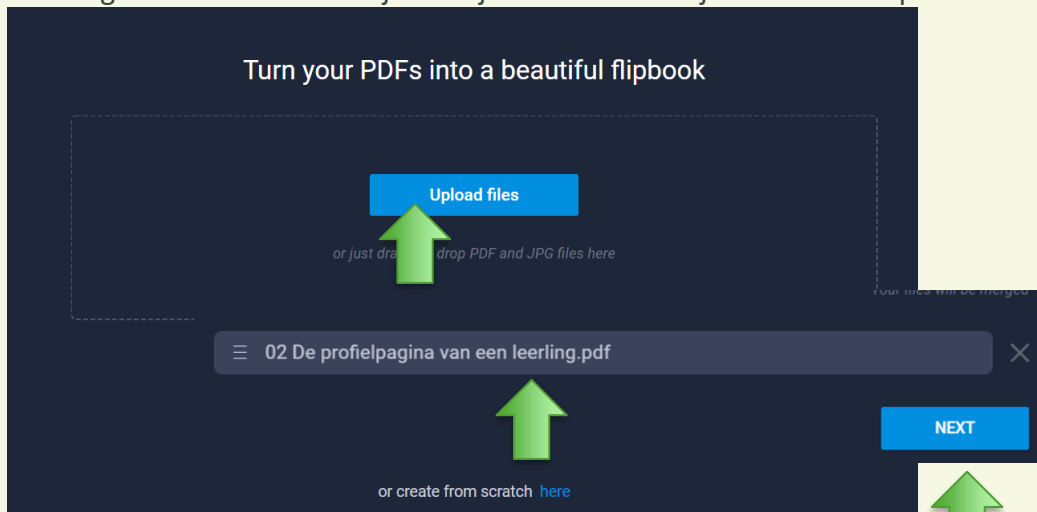 Turn your PDFs into a beautiful flipbook
Upload files
or just drop PDF and JPG files here
Your files will be merged
02 De profielpagina van een leerling.pdf
NEXT
or create from scratch here